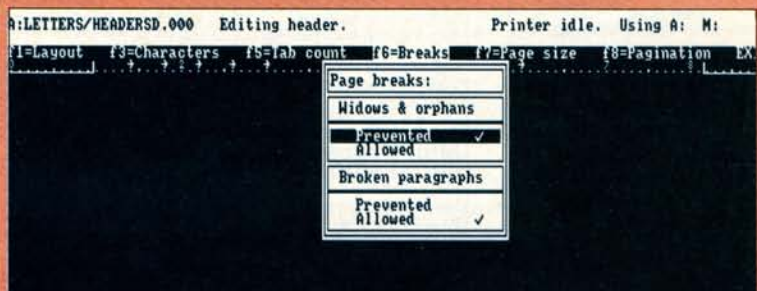 A:LETTERS/HEADERSD.000 Editing header. Printer idle. Using A: M:
f1=Layout f3=Characters f5=Tab count f6=Breaks f7=Page size f8=Pagination EX
Page breaks:
Widows & orphans
Prevented ✓
Allowed
Broken paragraphs
Prevented
Allowed ✓